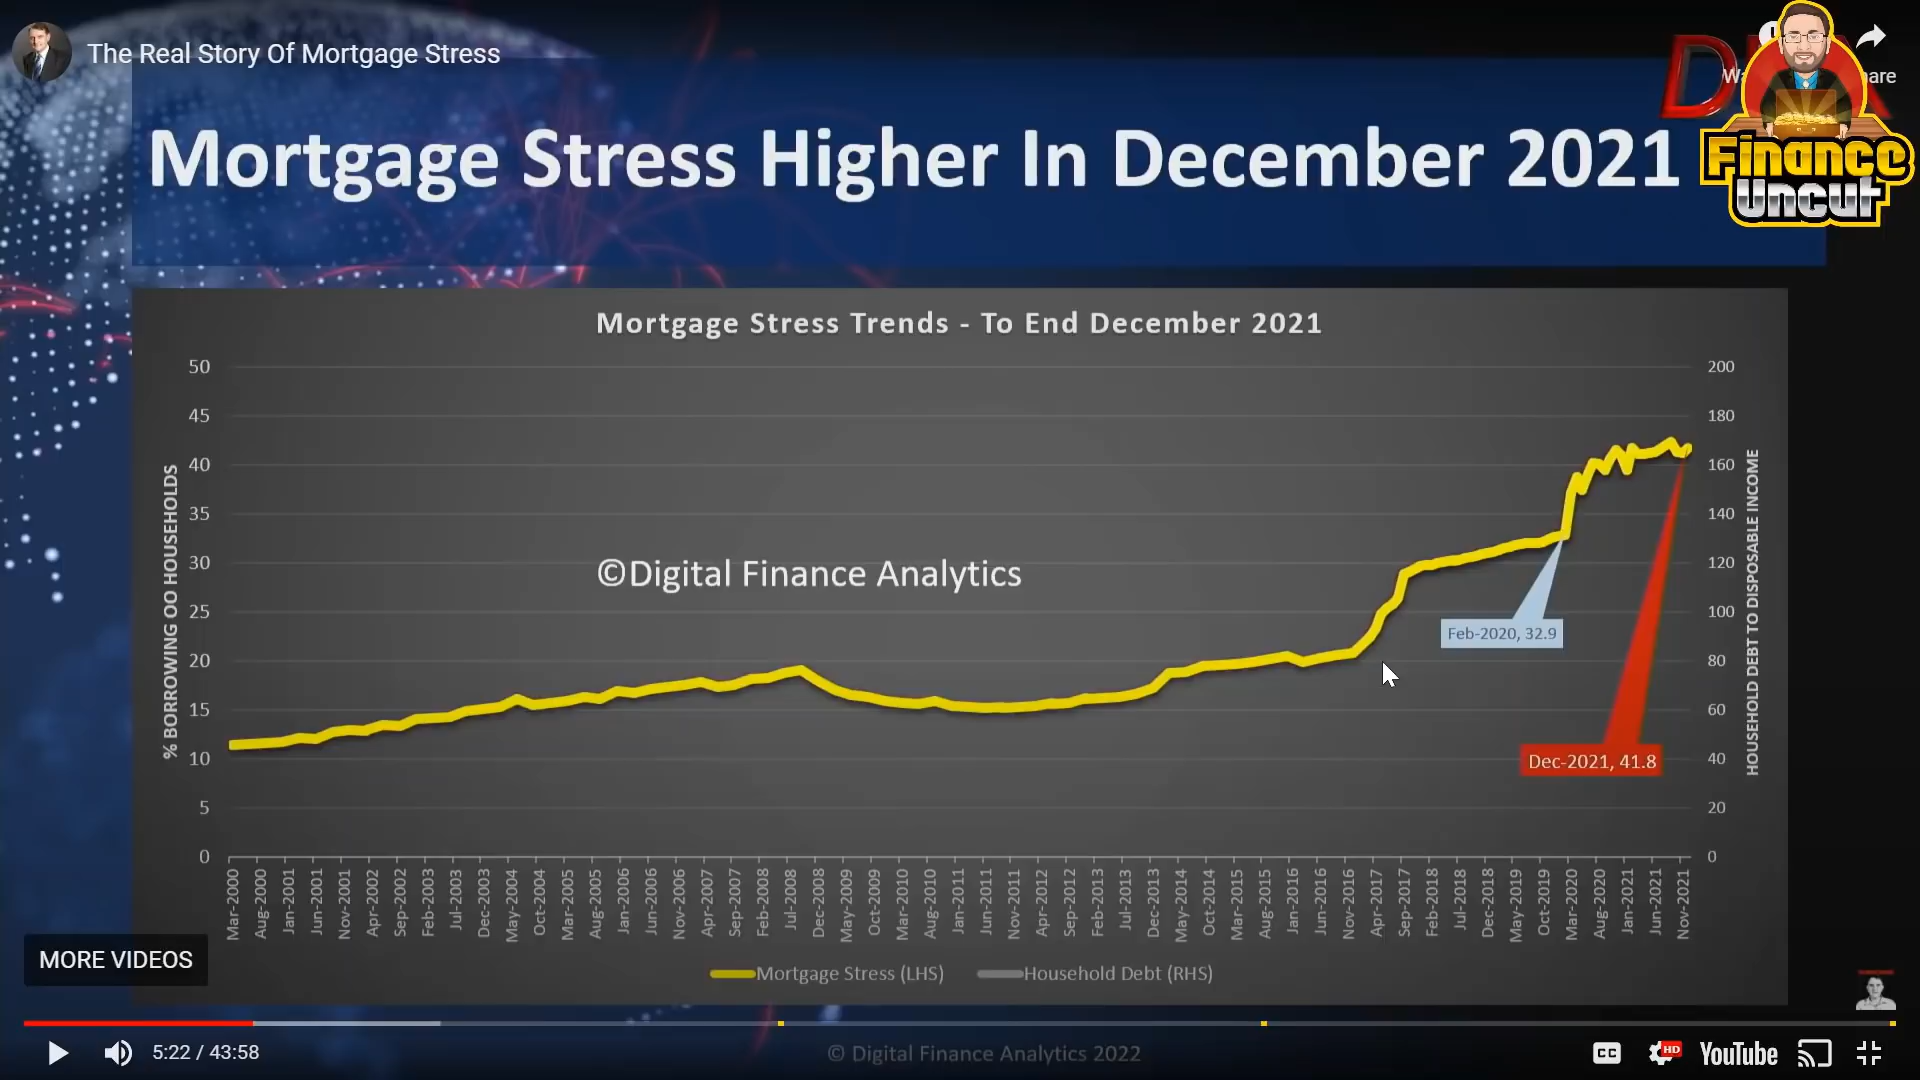 The Real Story Of Mortgage Stress
Finance
Uncut
Mortgage Stress Higher In December 2021
Mortgage Stress Trends - To End December 2021
% BORROWING OO HOUSEHOLDS
50
45
40
35
30
25
20
15
10
5
0
©Digital Finance Analytics
Feb-2020, 32.9
Dec-2021, 41.8
200
180
160
140
120
100
80
60
40
20
0
HOUSEHOLD DEBT TO DISPOSABLE INCOME
Mar-2000
Aug-2000
Jan-2001
Jun-2001
Nov-2001
Apr-2002
Sep-2002
Feb-2003
Jul-2003
Dec-2003
May-2004
Oct-2004
Mar-2005
Aug-2005
Jan-2006
Jun-2006
Nov-2006
Apr-2007
Sep-2007
Feb-2008
Jul-2008
Dec-2008
May-2009
Oct-2009
Mar-2010
Aug-2010
Jan-2011
Jun-2011
Nov-2011
Apr-2012
Sep-2012
Feb-2013
Jul-2013
Dec-2013
May-2014
Oct-2014
Mar-2015
Aug-2015
Jan-2016
Jun-2016
Nov-2016
Apr-2017
Sep-2017
Feb-2018
Jul-2018
Dec-2018
May-2019
Oct-2019
Mar-2020
Aug-2020
Jan-2021
Jun-2021
Nov-2021
Mortgage Stress (LHS) Household Debt (RHS)
MORE VIDEOS
5:22 / 43:58
© Digital Finance Analytics 2022
CC
HD
YouTube